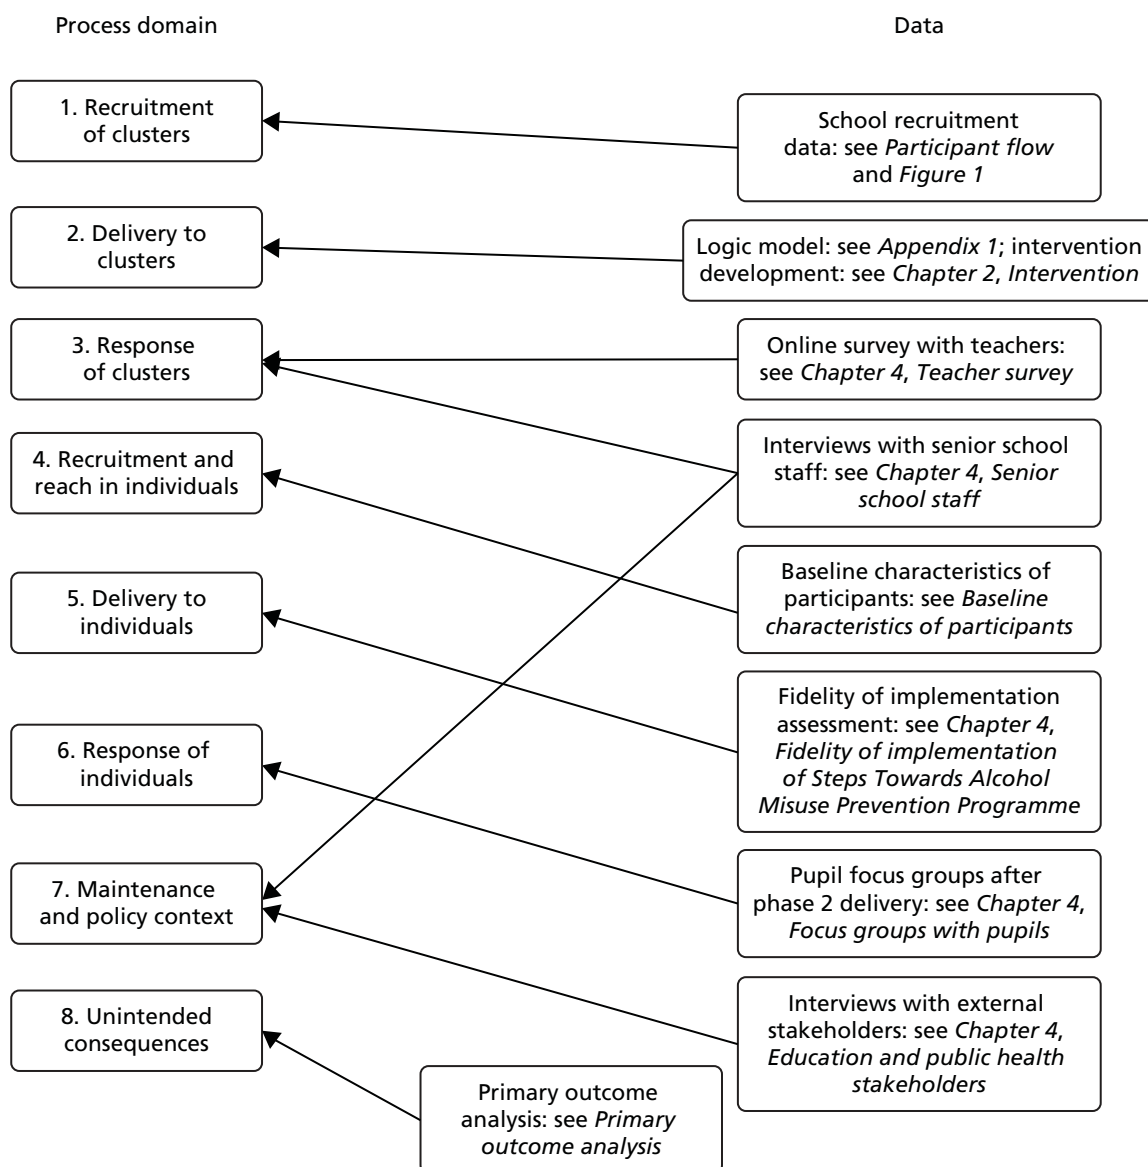 Process domain
Data
1. Recruitment
of clusters
School recruitment
data: see Participant flow
and Figure 1
2. Delivery to
clusters
Logic model: see Appendix 1; intervention
development: see Chapter 2, Intervention
3. Response
of clusters
Online survey with teachers:
see Chapter 4, Teacher survey
4. Recruitment and
reach in individuals
Interviews with senior school
staff: see Chapter 4, Senior
school staff
5. Delivery to
individuals
Baseline characteristics of
participants: see Baseline
characteristics of participants
6. Response of
individuals
Fidelity of implementation
assessment: see Chapter 4,
Fidelity of implementation
of Steps Towards Alcohol
Misuse Prevention Programme
7. Maintenance
and policy context
Pupil focus groups after
phase 2 delivery: see Chapter 4,
Focus groups with pupils
8. Unintended
consequences
Interviews with external
stakeholders: see Chapter 4,
Education and public health
stakeholders
Primary outcome
analysis: see Primary
outcome analysis